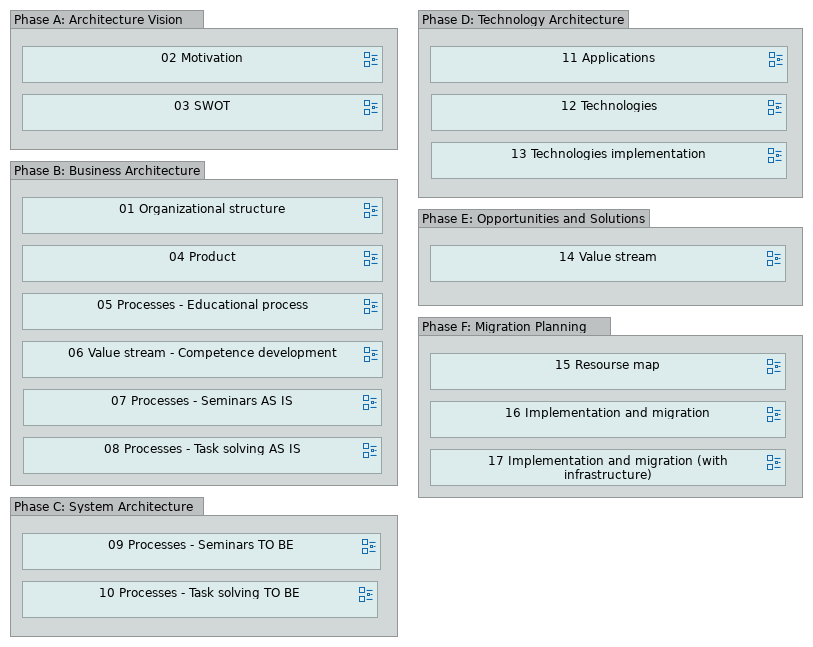 Phase A: Architecture Vision
02 Motivation
03 SWOT
Phase B: Business Architecture
01 Organizational structure
04 Product
05 Processes - Educational process
06 Value stream - Competence development
07 Processes - Seminars AS IS
08 Processes - Task solving AS IS
Phase C: System Architecture
09 Processes - Seminars TO BE
10 Processes - Task solving TO BE
Phase D: Technology Architecture
11 Applications
12 Technologies
13 Technologies implementation
Phase E: Opportunities and Solutions
14 Value stream
Phase F: Migration Planning
15 Resourse map
16 Implementation and migration
17 Implementation and migration (with
infrastructure)